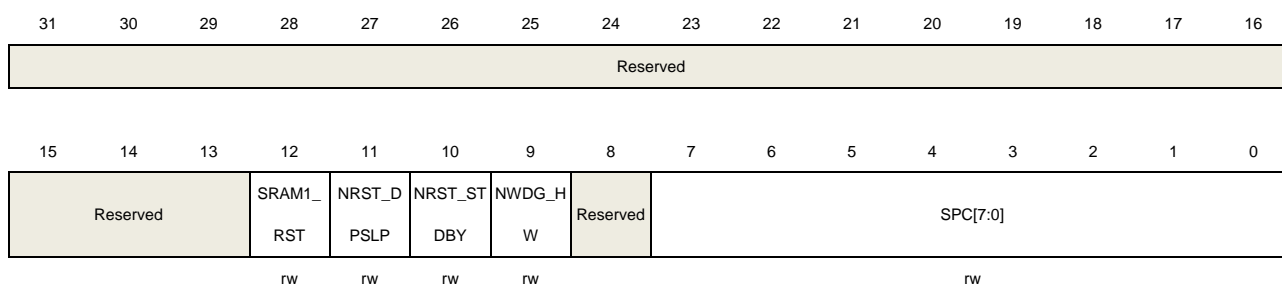 31 30 29 28 27 26 25 24 23 22 21 20 19 18 17 16
Reserved
15 14 13 12 11 10 9 8 7 6 5 4 3 2 1 0
Reserved SRAM1_ NRST_D NRST_ST NWDG_H Reserved SPC[7:0]
RST PSLP DBY W
rw rw rw rw rw